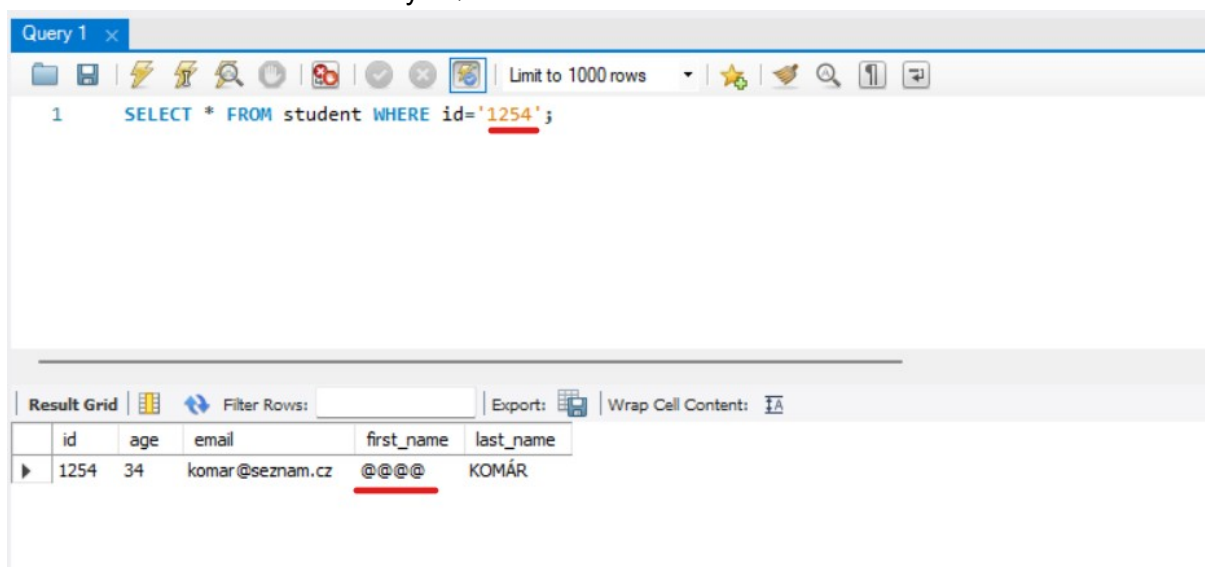 Query 1
Limit to 1000 rows
1 SELECT * FROM student WHERE id='1254';
Result Grid Filter Rows: Export: Wrap Cell Content:
id age email first_name last_name
1254 34 komar@seznam.cz @@@@ KOMÁR